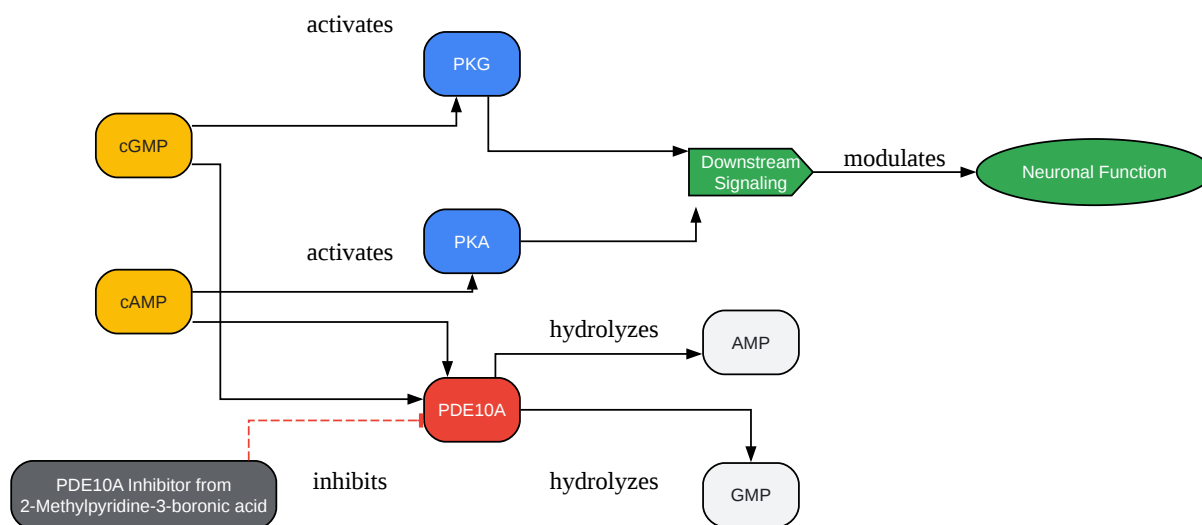 activates
PKG
cGMP
Downstream
Signaling
modulates
Neuronal Function
activates
PKA
cAMP
hydrolyzes
AMP
PDE10A
PDE10A Inhibitor from
2-Methylpyridine-3-boronic acid
inhibits
hydrolyzes
GMP